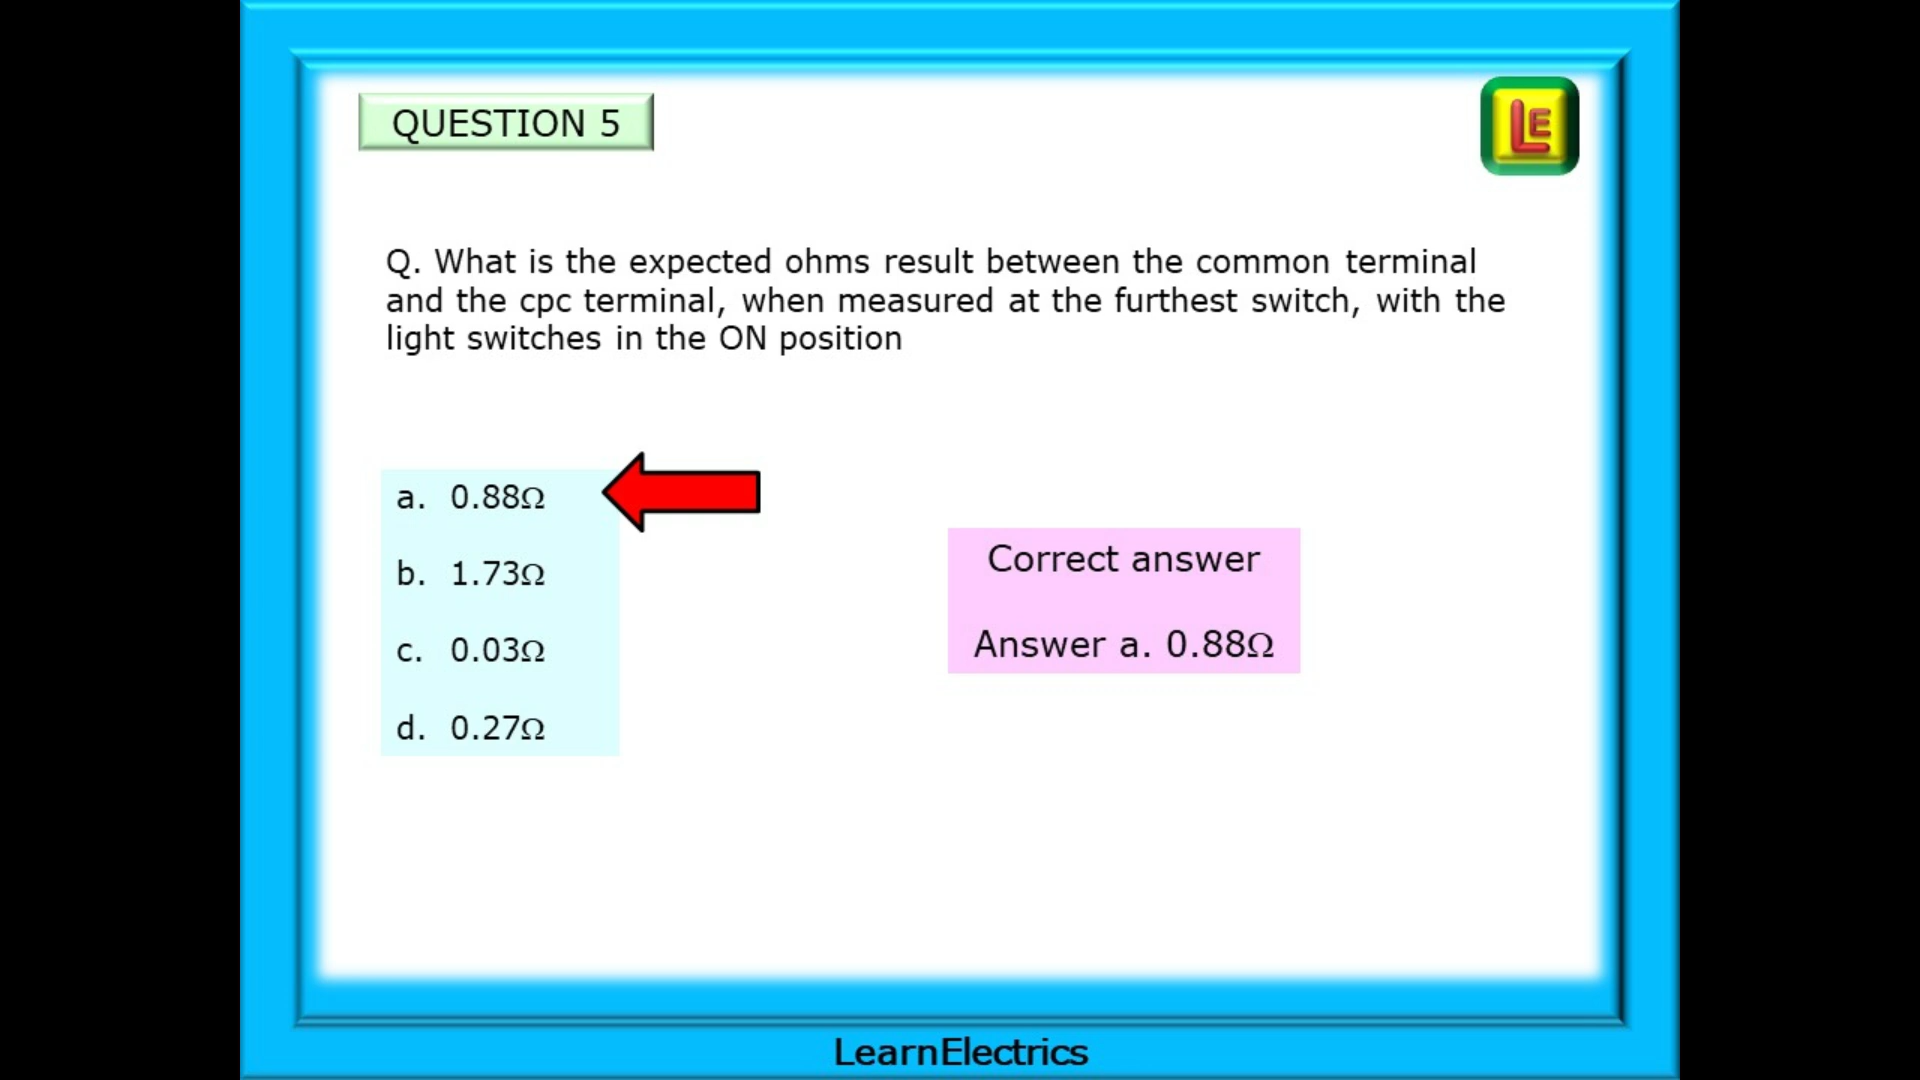 QUESTION 5
LE
Q. What is the expected ohms result between the common terminal
and the cpc terminal, when measured at the furthest switch, with the
light switches in the ON position
a. 0.88Ω
b. 1.73Ω
c. 0.03Ω
d. 0.27Ω
Correct answer
Answer a. 0.88Ω
LearnElectrics